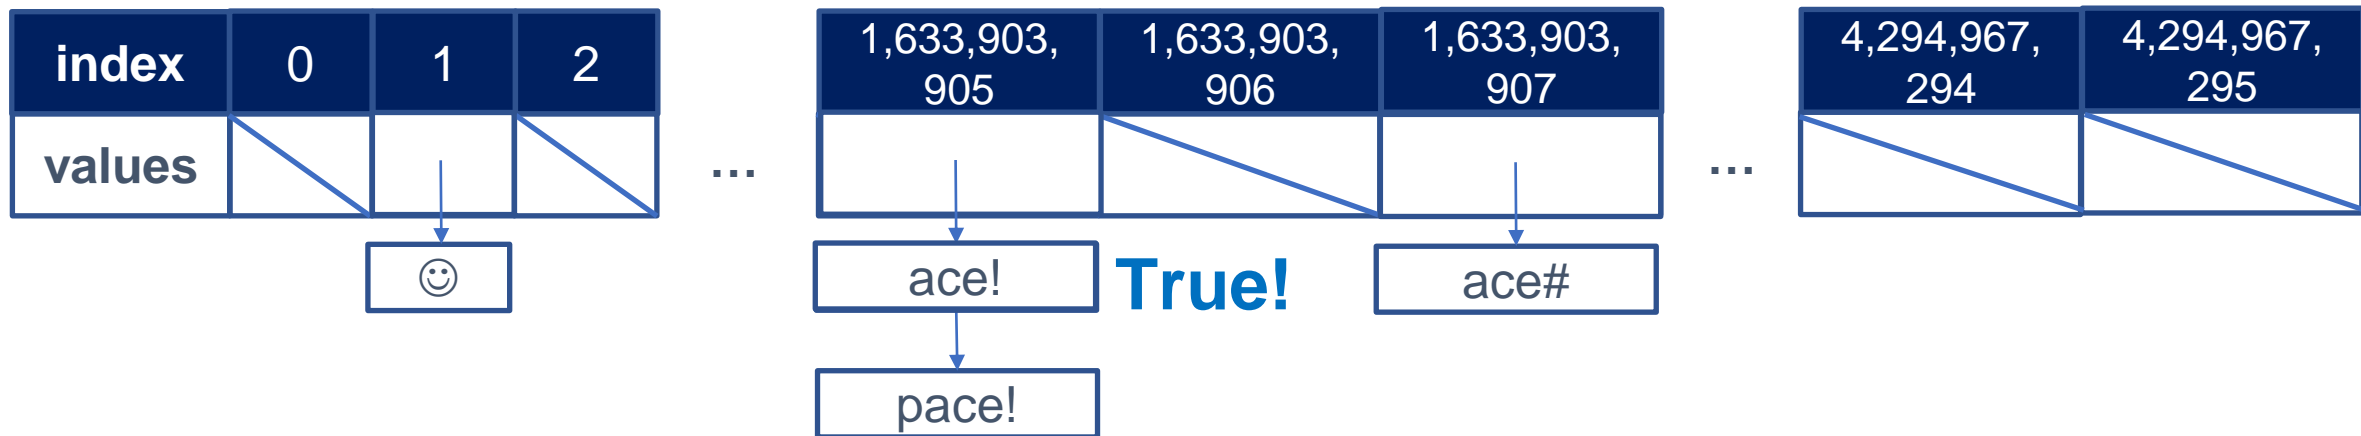 index 0 1 2 1,633,903, 1,633,903, 1,633,903, 4,294,967, 4,294,967,
905 906 907 294 295
values ... ...
☺ ace! True! ace#
pace!